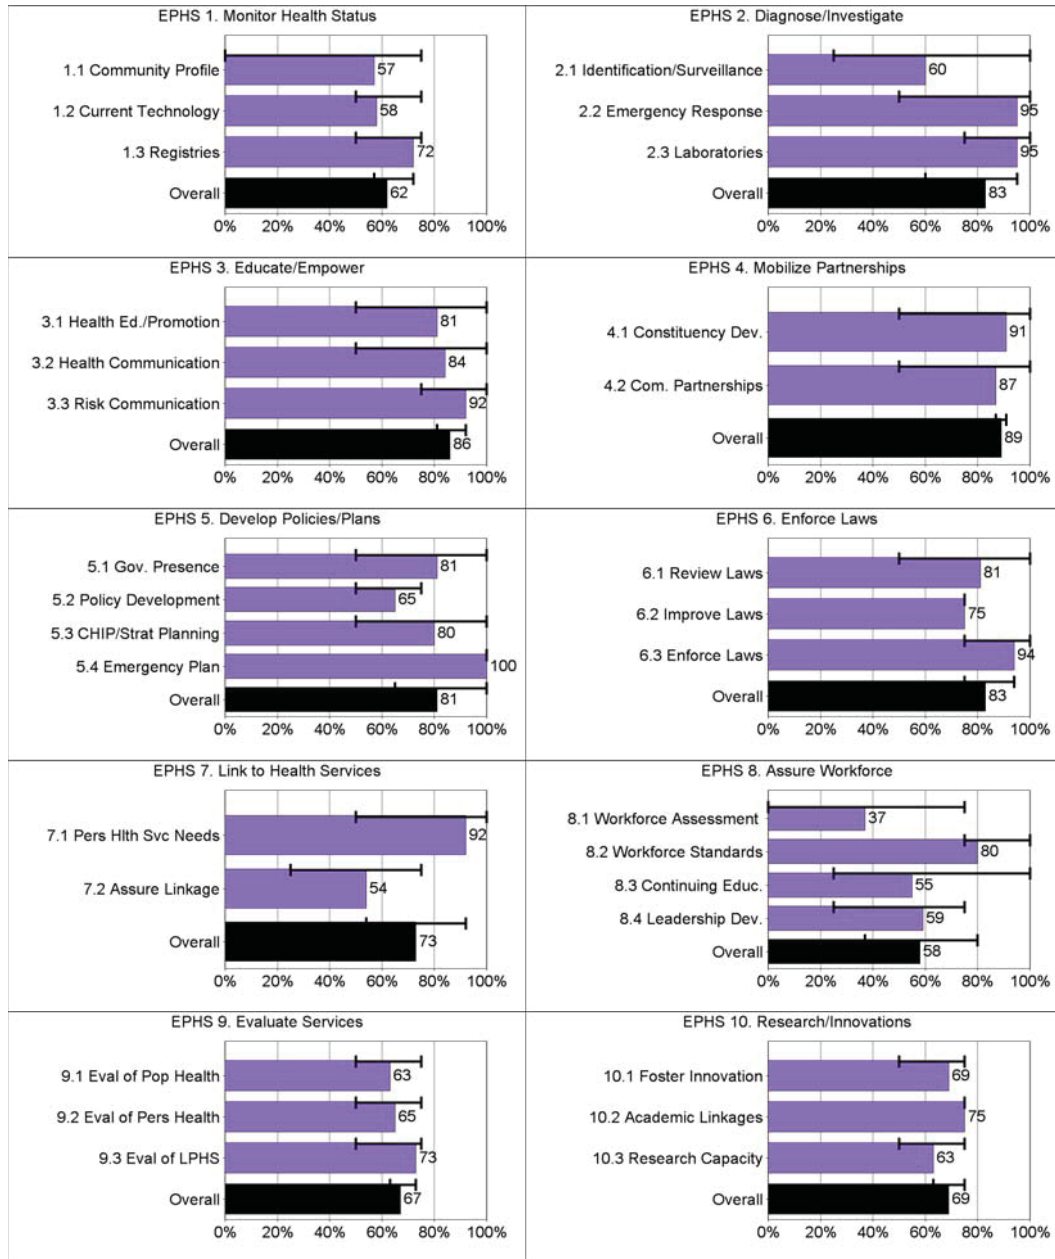 EPHS 1. Monitor Health Status
1.1 Community Profile 57
1.2 Current Technology 58
1.3 Registries 72
Overall 62
0% 20% 40% 60% 80% 100%
EPHS 2. Diagnose/Investigate
2.1 Identification/Surveillance 60
2.2 Emergency Response 95
2.3 Laboratories 95
Overall 83
0% 20% 40% 60% 80% 100%
EPHS 3. Educate/Empower
3.1 Health Ed./Promotion 81
3.2 Health Communication 84
3.3 Risk Communication 92
Overall 86
0% 20% 40% 60% 80% 100%
EPHS 4. Mobilize Partnerships
4.1 Constituency Dev. 91
4.2 Com. Partnerships 87
Overall 89
0% 20% 40% 60% 80% 100%
EPHS 5. Develop Policies/Plans
5.1 Gov. Presence 81
5.2 Policy Development 65
5.3 CHIP/Strat Planning 80
5.4 Emergency Plan 100
Overall 81
0% 20% 40% 60% 80% 100%
EPHS 6. Enforce Laws
6.1 Review Laws 81
6.2 Improve Laws 75
6.3 Enforce Laws 94
Overall 83
0% 20% 40% 60% 80% 100%
EPHS 7. Link to Health Services
7.1 Pers Hlth Svc Needs 92
7.2 Assure Linkage 54
Overall 73
0% 20% 40% 60% 80% 100%
EPHS 8. Assure Workforce
8.1 Workforce Assessment 37
8.2 Workforce Standards 80
8.3 Continuing Educ. 55
8.4 Leadership Dev. 59
Overall 58
0% 20% 40% 60% 80% 100%
EPHS 9. Evaluate Services
9.1 Eval of Pop Health 63
9.2 Eval of Pers Health 65
9.3 Eval of LPHS 73
Overall 67
0% 20% 40% 60% 80% 100%
EPHS 10. Research/Innovations
10.1 Foster Innovation 69
10.2 Academic Linkages 75
10.3 Research Capacity 63
Overall 69
0% 20% 40% 60% 80% 100%